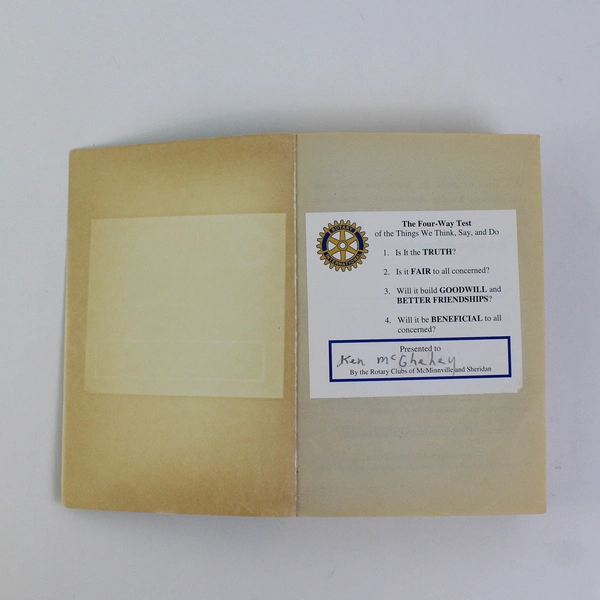 ROTARY
INTERNATIONAL
The Four-Way Test
of the Things We Think, Say, and Do
1. Is It the TRUTH?
2. Is it FAIR to all concerned?
3. Will it build GOODWILL and
BETTER FRIENDSHIPS?
4. Will it be BENEFICIAL to all
concerned?
Presented to
Ken McGhehey
By the Rotary Clubs of McMinnville and Sheridan